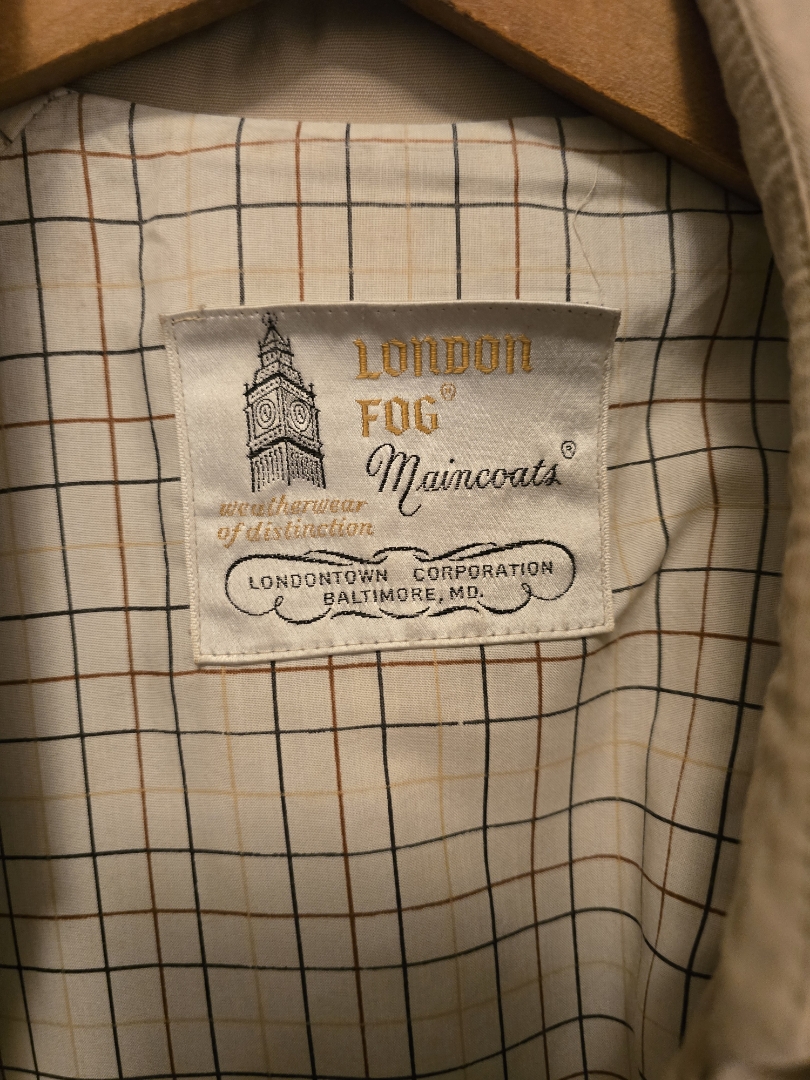 LONDON
FOG®
Maincoats®
weatherwear
of distinction
LONDONTOWN CORPORATION
BALTIMORE, MD.